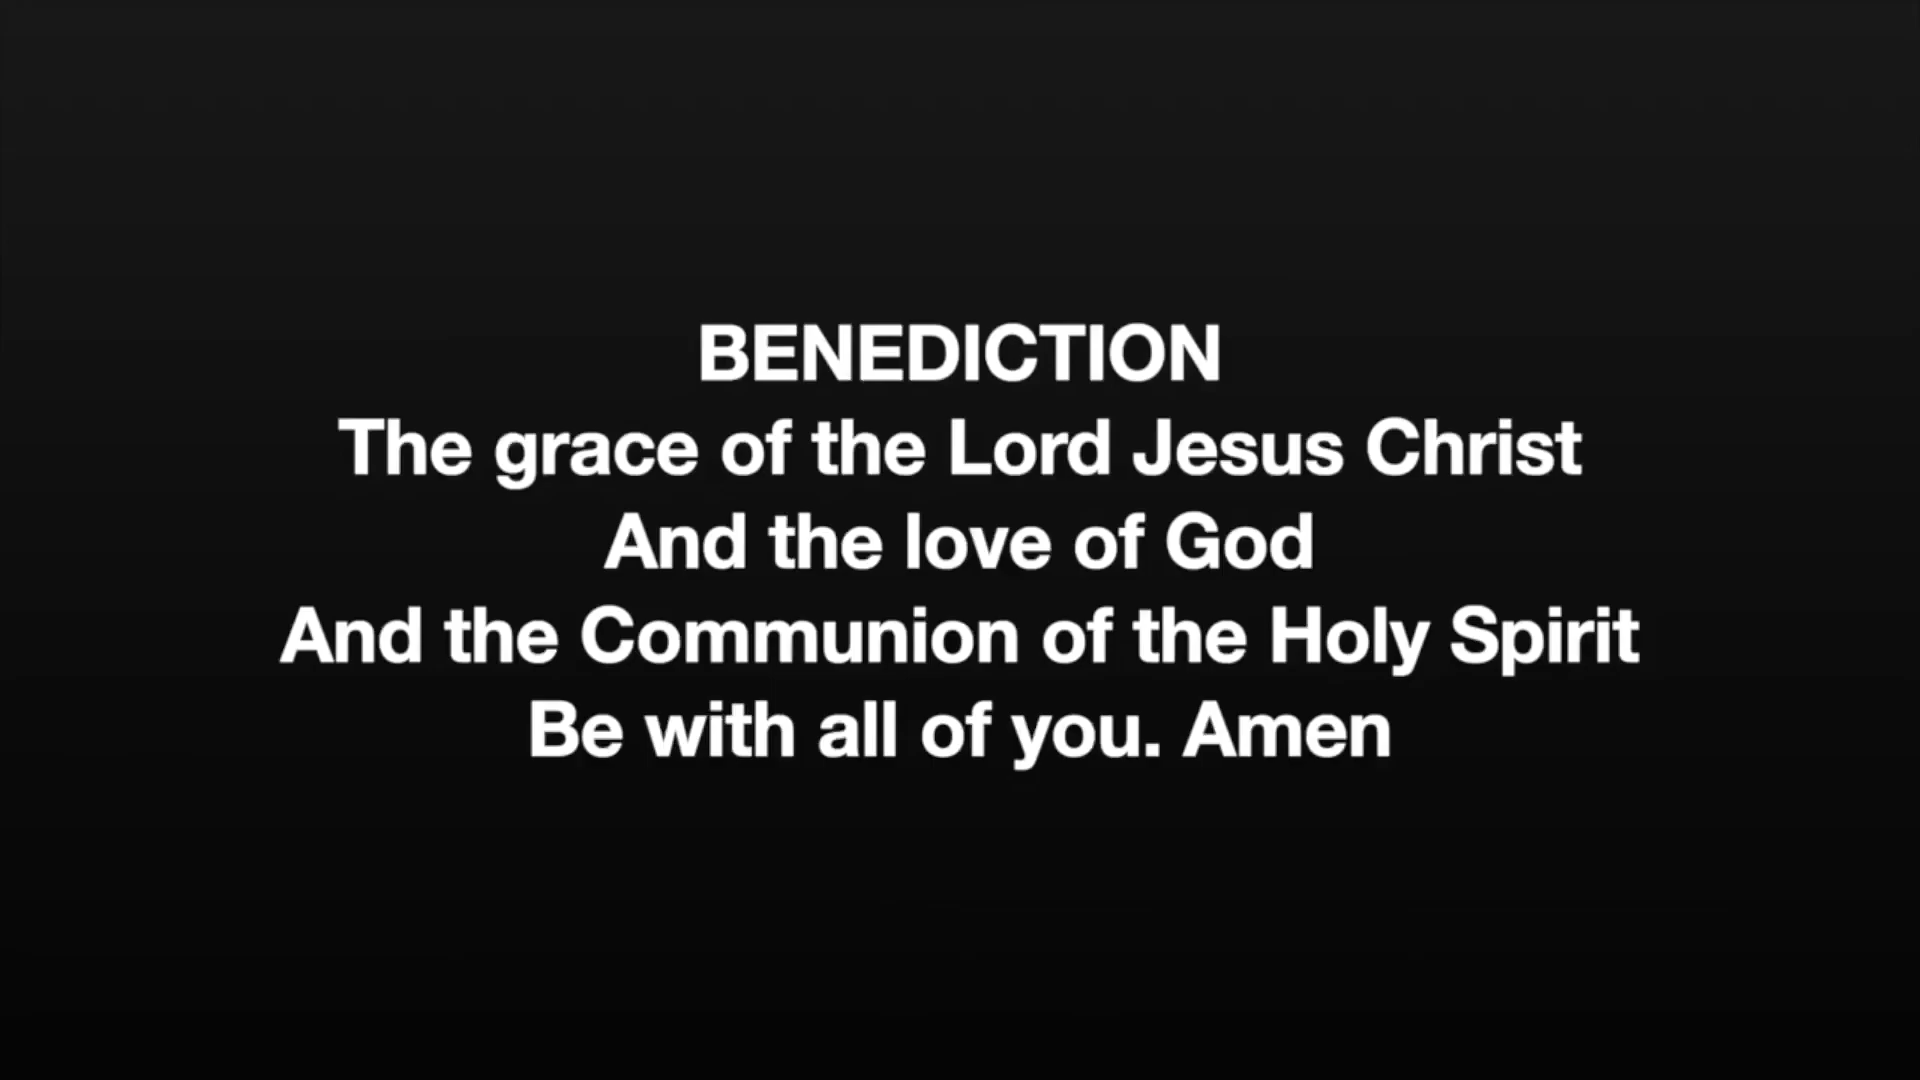 BENEDICTION
The grace of the Lord Jesus Christ
And the love of God
And the Communion of the Holy Spirit
Be with all of you. Amen